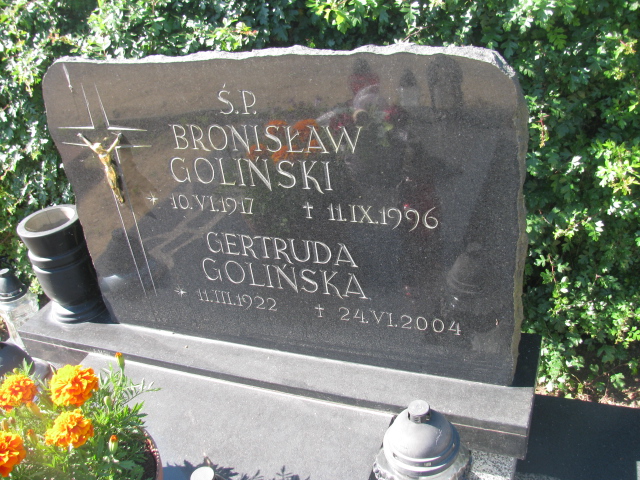 Ś.P.
BRONISŁAW
GOLIŃSKI
* 10.VI.1917 † 11.IX.1996
GERTRUDA
GOLIŃSKA
* 11.III.1922 † 24.VI.2004